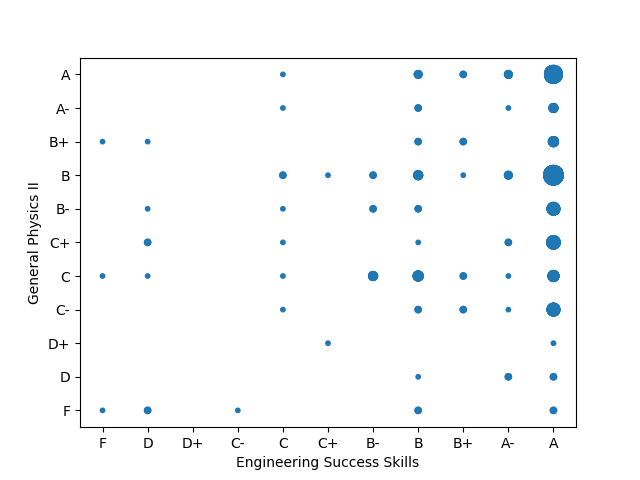 A
A-
B+
B
B-
C+
C
C-
D+
D
F
General Physics II
F D D+ C- C C+ B- B B+ A- A
Engineering Success Skills